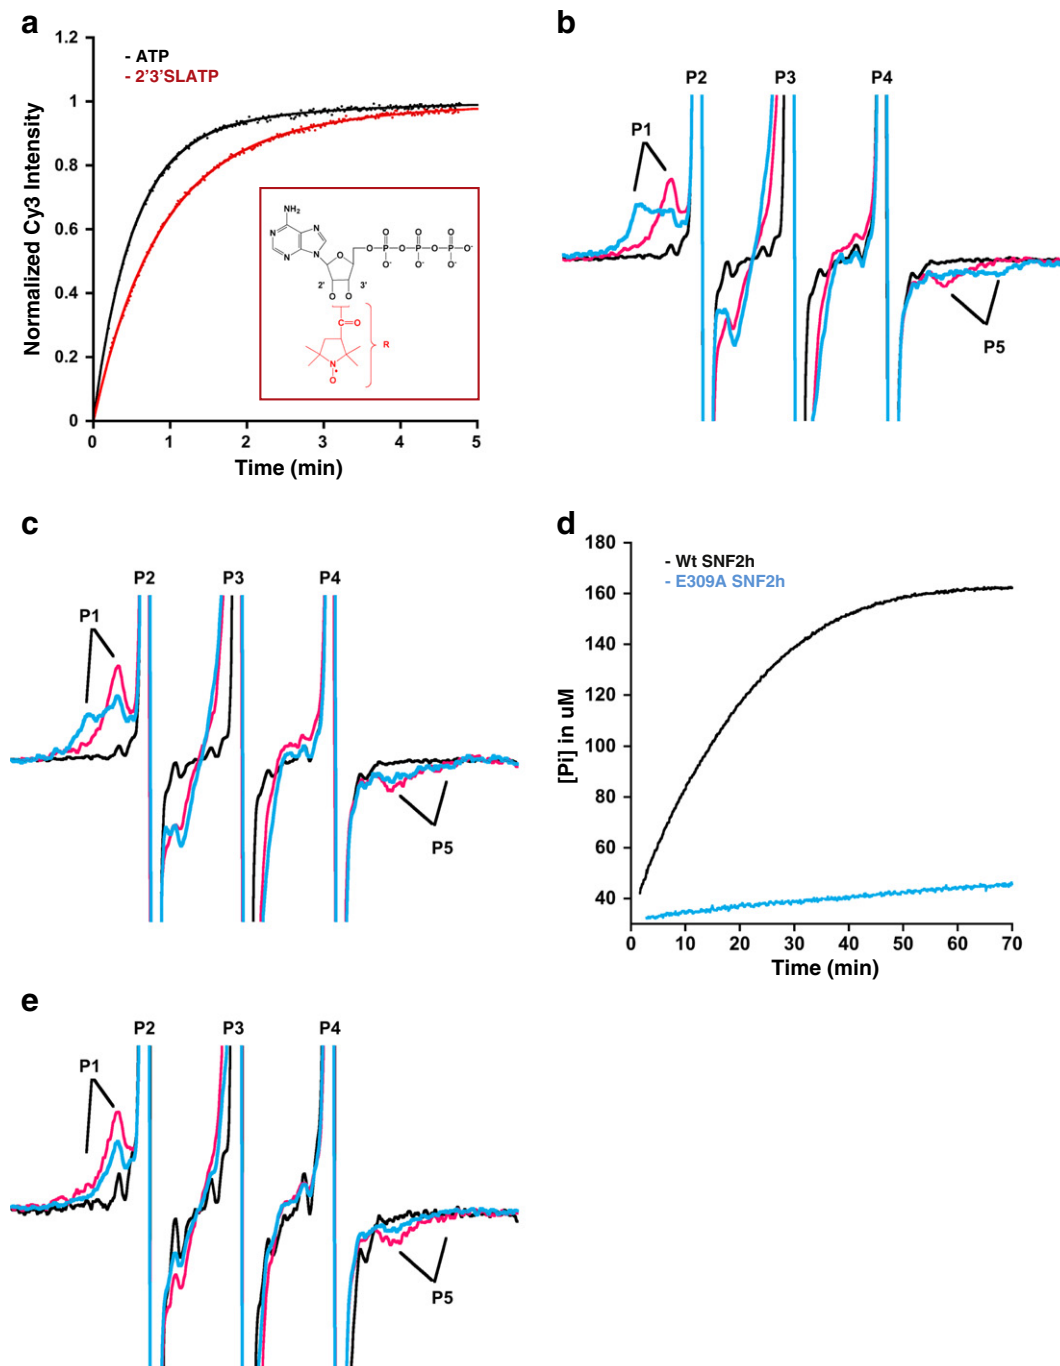 a
1.2
- ATP
- 2'3'SLATP
1
0.8
0.6
0.4
0.2
0
Normalized Cy3 Intensity
0 1 2 3 4 5
Time (min)
NH2
N
N
N
N
O
O P O P O P O-
O O O
O- O- O-
2' 3'
O O
C=O
N
O
R
b
P2 P3 P4
P1
P5
c
P2 P3 P4
P1
P5
d
180
- Wt SNF2h
- E309A SNF2h
160
140
120
100
80
60
40
[Pi] in uM
0 10 20 30 40 50 60 70
Time (min)
e
P2 P3 P4
P1
P5